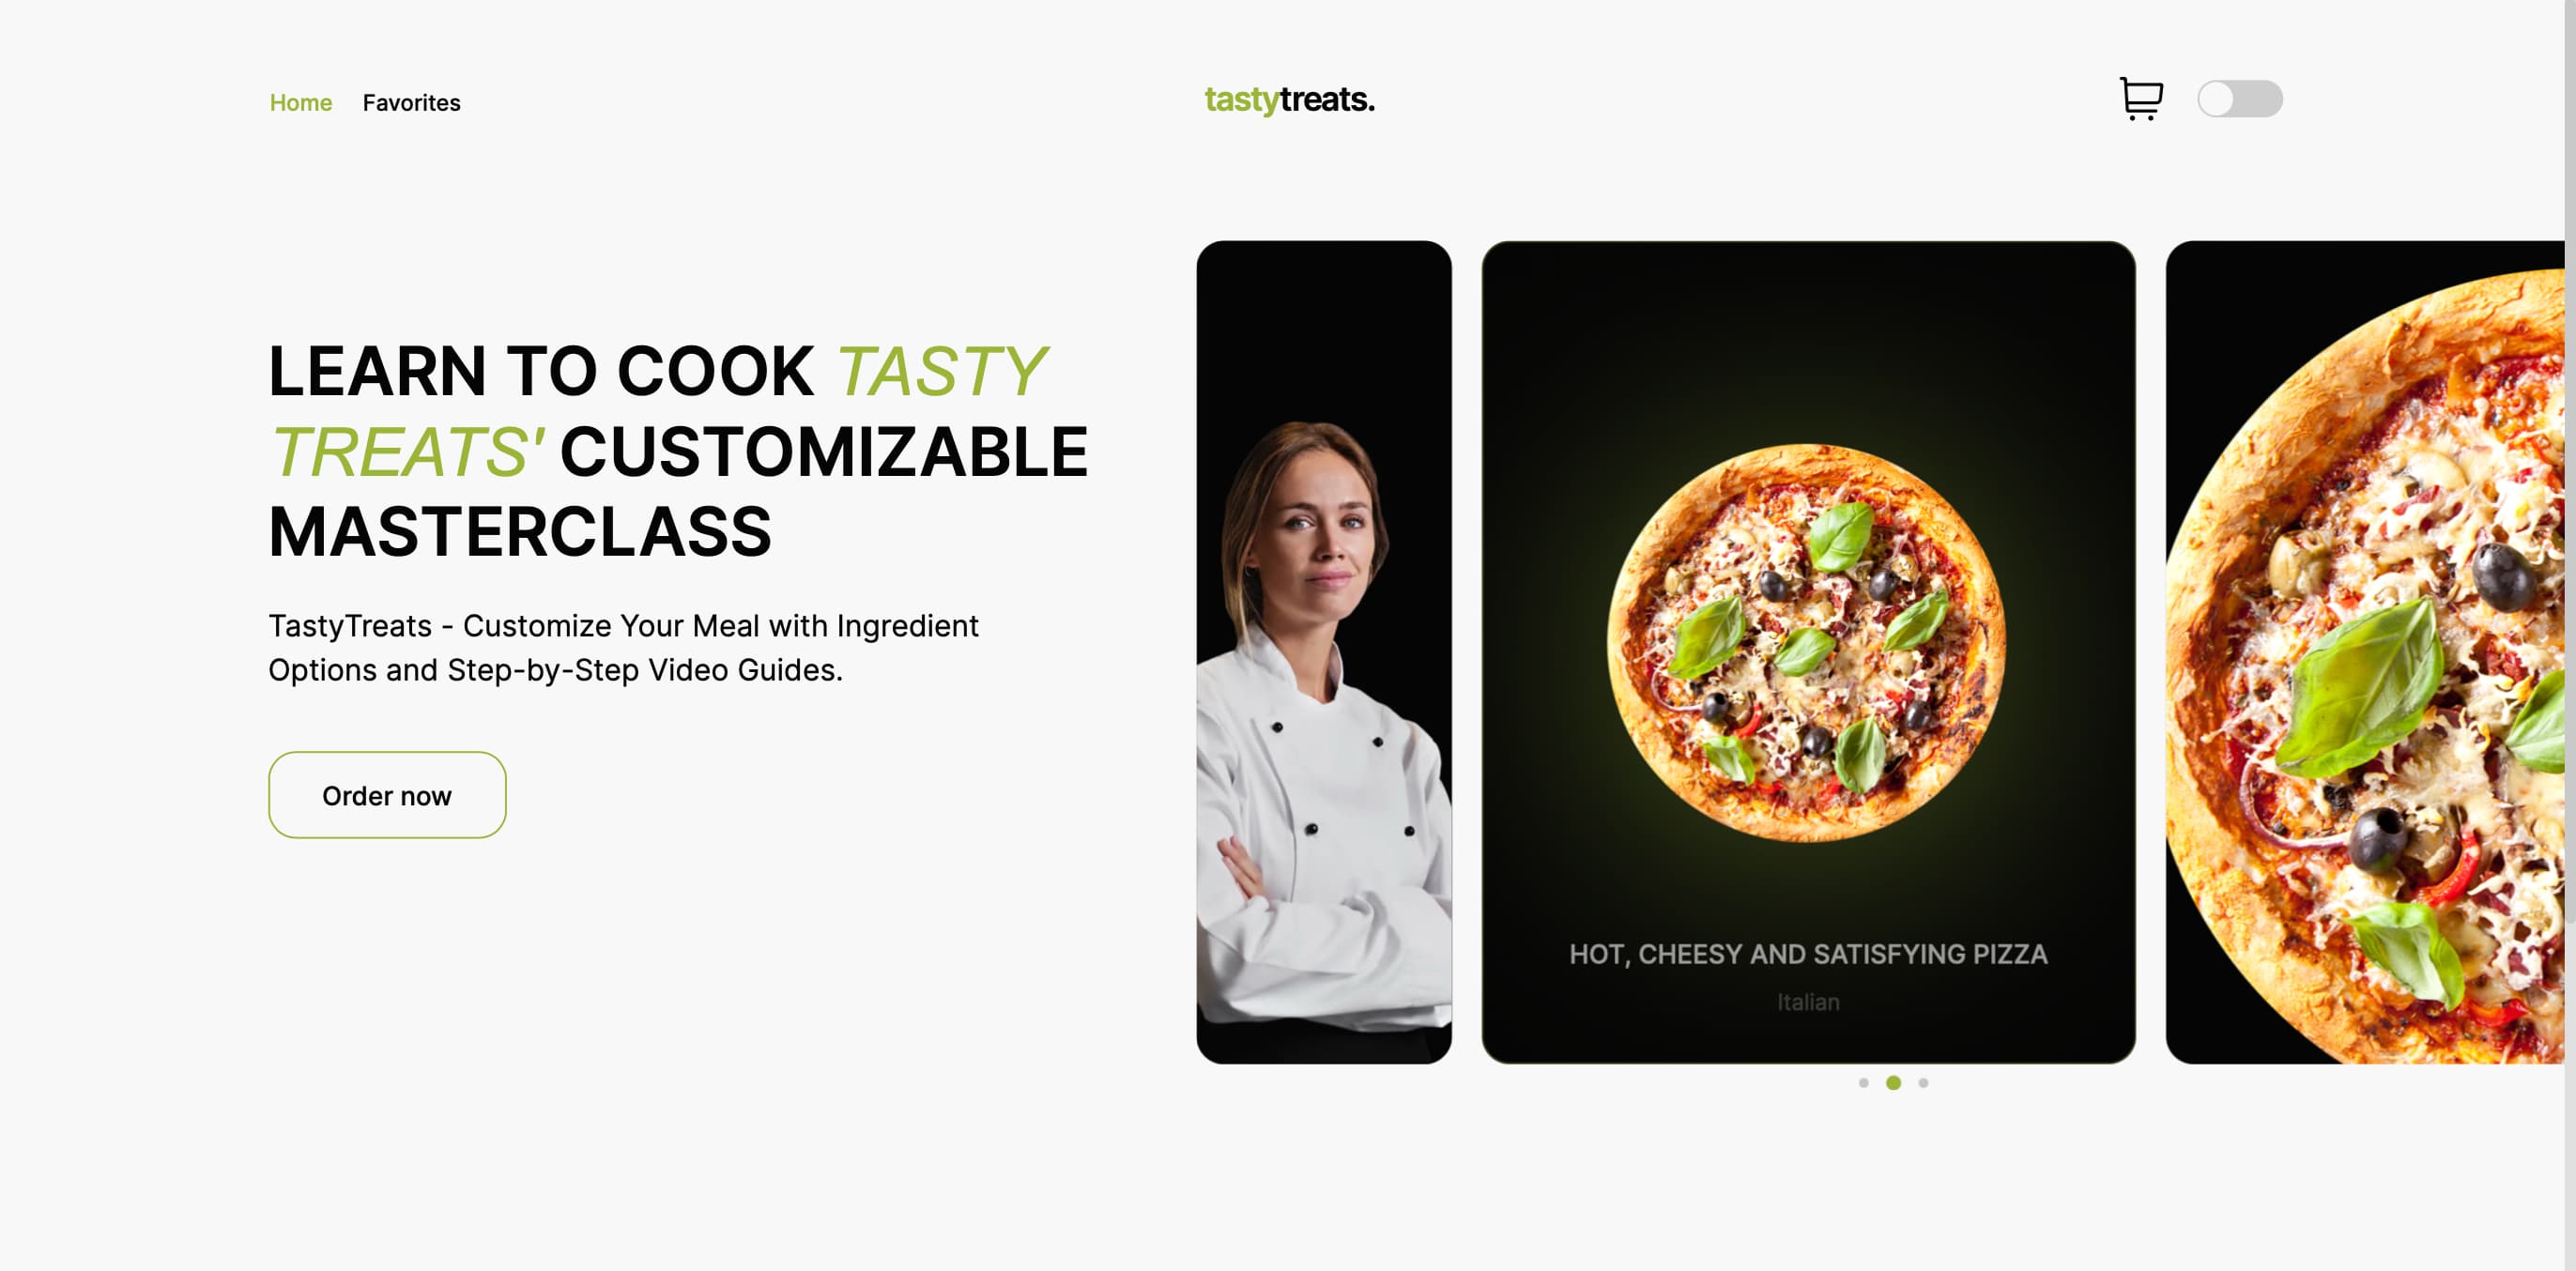 Home Favorites tastytreats.
LEARN TO COOK TASTY
TREATS' CUSTOMIZABLE
MASTERCLASS
TastyTreats - Customize Your Meal with Ingredient
Options and Step-by-Step Video Guides.
Order now
HOT, CHEESY AND SATISFYING PIZZA
Italian